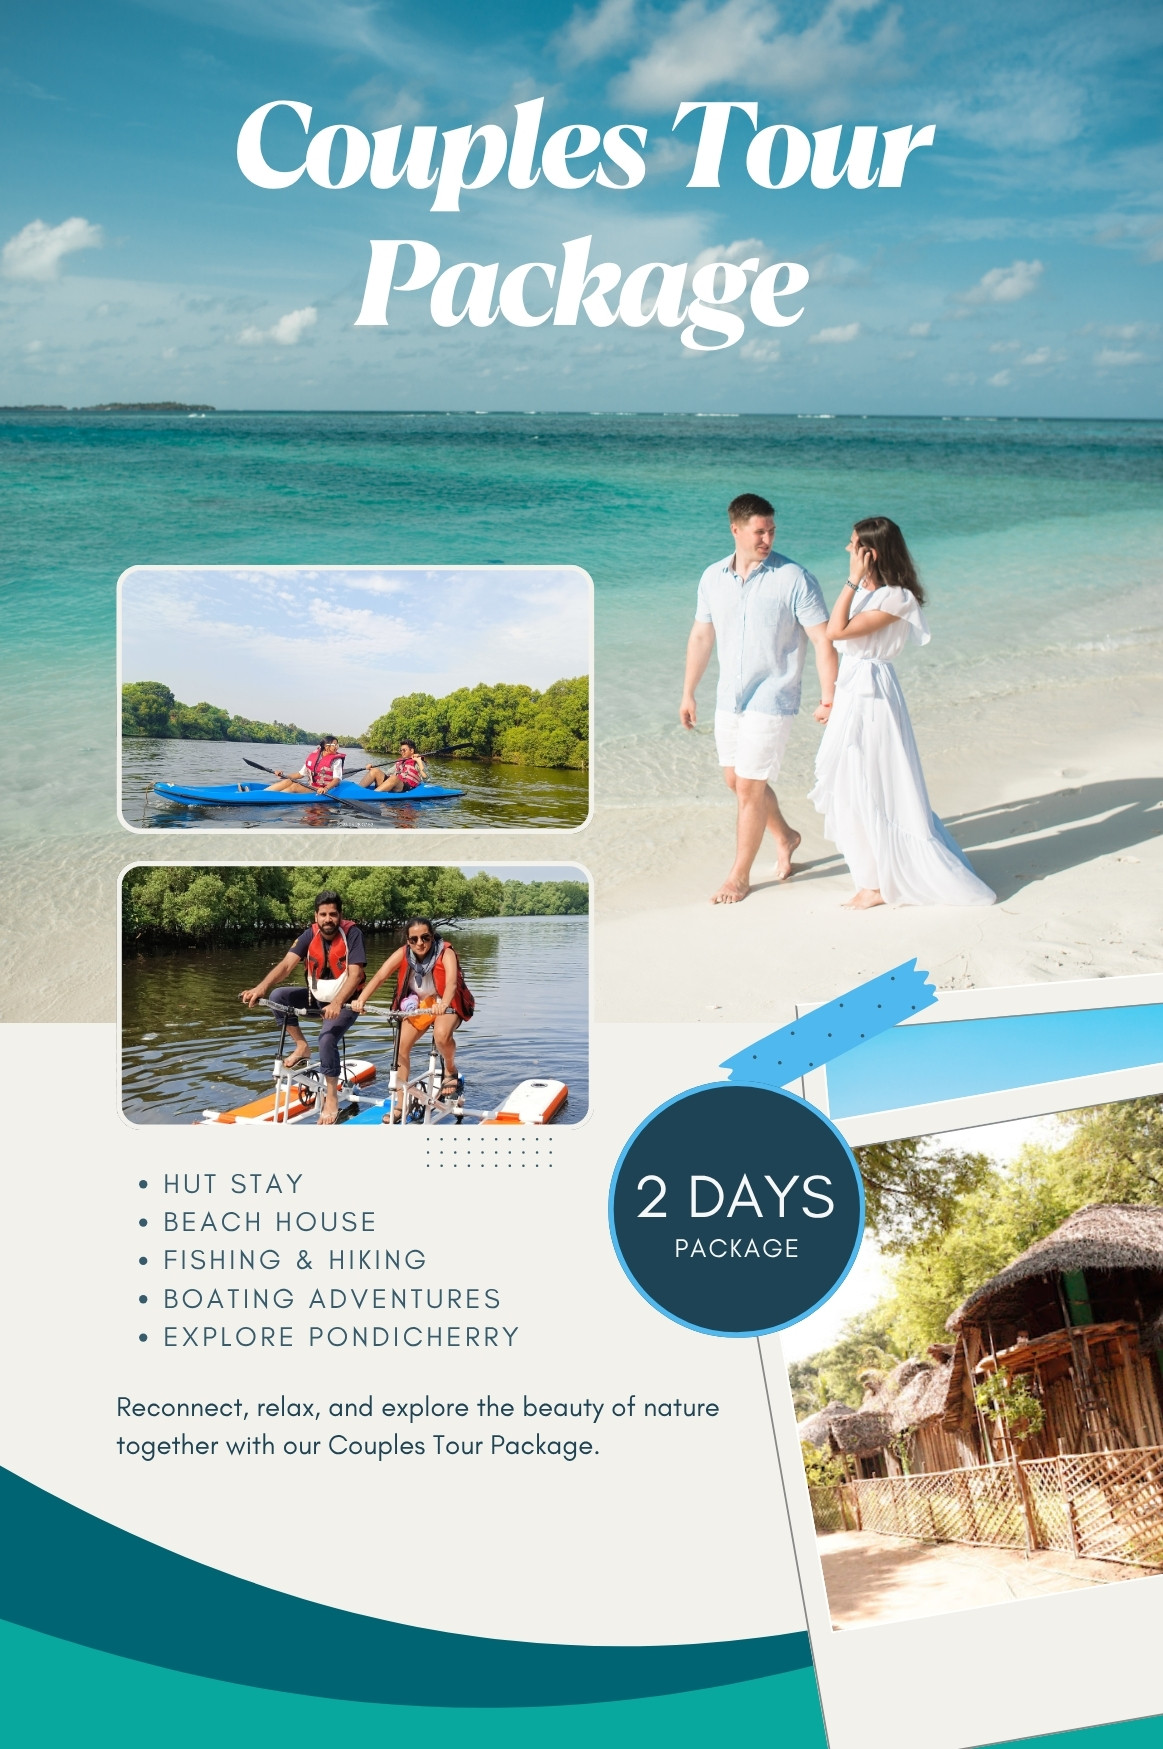 Couples Tour
Package
• HUT STAY
• BEACH HOUSE
• FISHING & HIKING
• BOATING ADVENTURES
• EXPLORE PONDICHERRY
2 DAYS
PACKAGE
Reconnect, relax, and explore the beauty of nature
together with our Couples Tour Package.